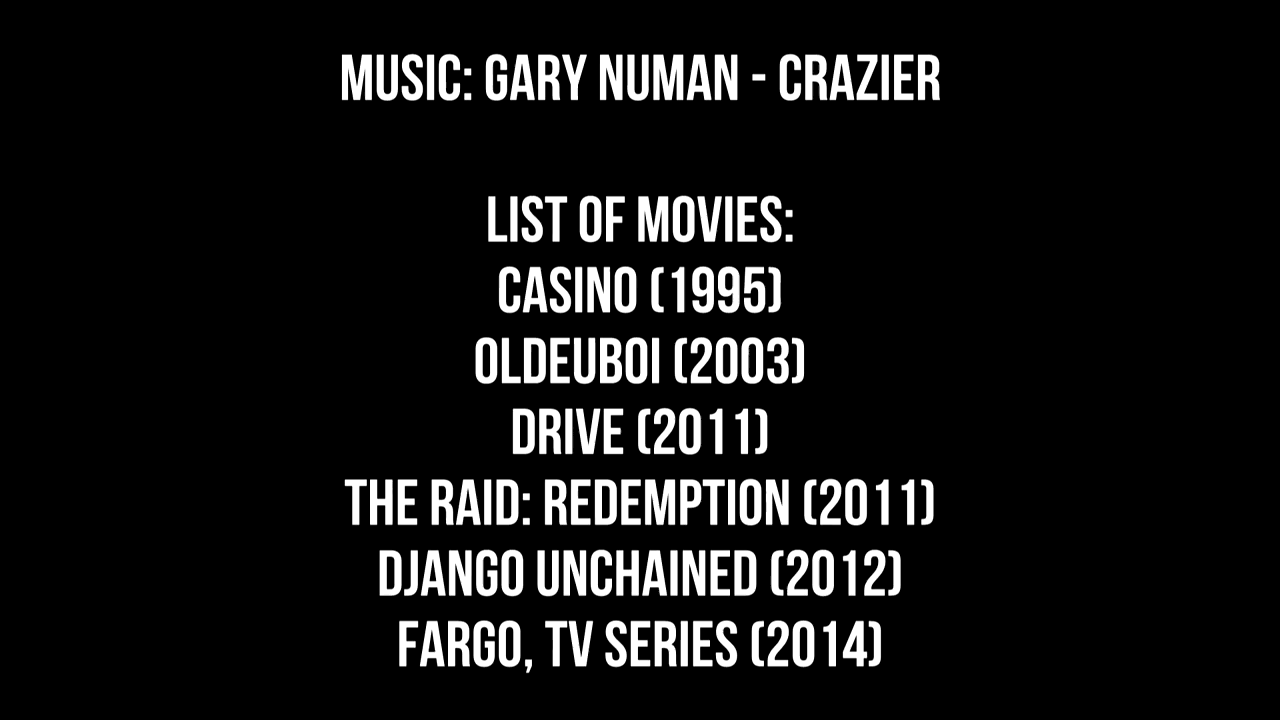 MUSIC: GARY NUMAN - CRAZIER
LIST OF MOVIES:
CASINO (1995)
OLDEUBOI (2003)
DRIVE (2011)
THE RAID: REDEMPTION (2011)
DJANGO UNCHAINED (2012)
FARGO, TV SERIES (2014)